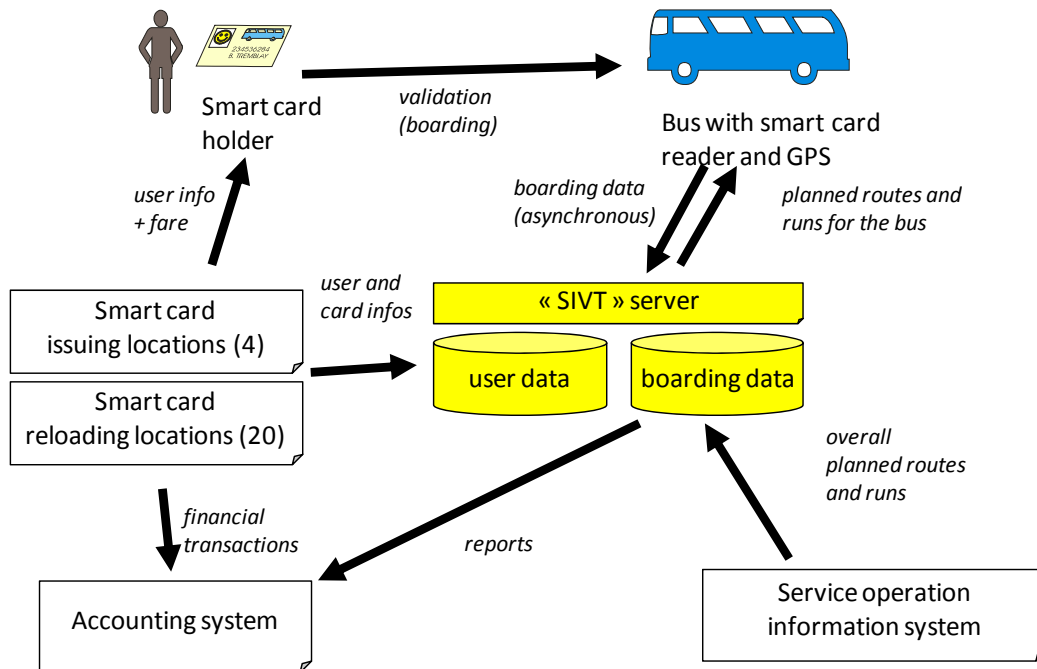 234536284
B. TREMBLAY
Smart card
holder
validation
(boarding)
Bus with smart card
reader and GPS
user info
+ fare
boarding data
(asynchronous)
planned routes and
runs for the bus
Smart card
issuing locations (4)
user and
card infos
« SIVT » server
Smart card
reloading locations (20)
user data
boarding data
overall
planned routes
and runs
financial
transactions
reports
Accounting system
Service operation
information system